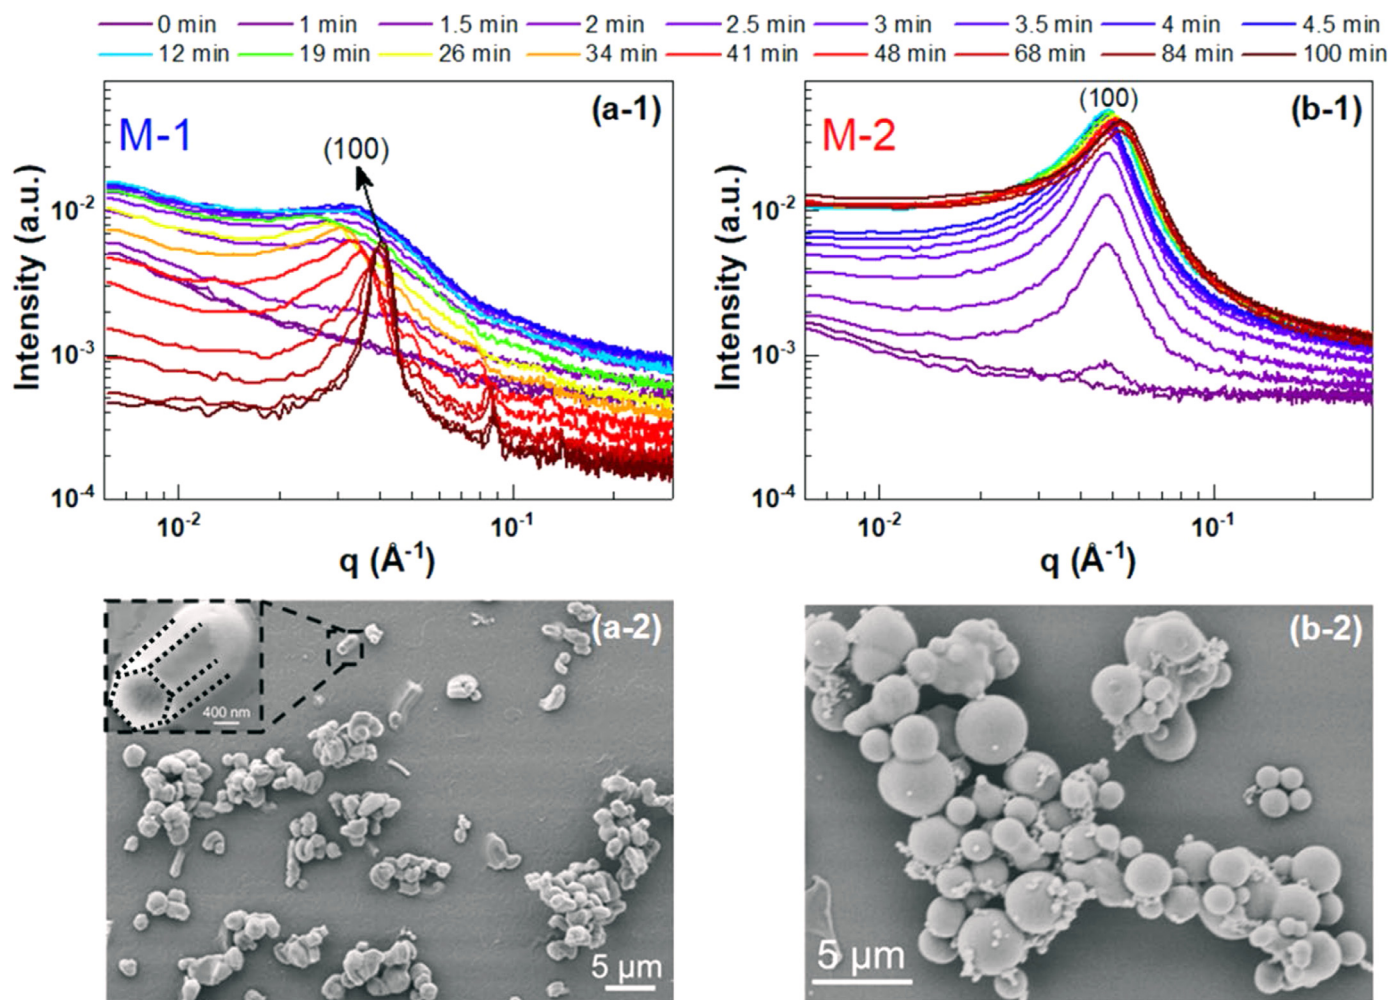 0 min 1 min 1.5 min 2 min 2.5 min 3 min 3.5 min 4 min 4.5 min
12 min 19 min 26 min 34 min 41 min 48 min 68 min 84 min 100 min
M-1
(100)
(a-1)
10⁻²
10⁻³
10⁻⁴
Intensity (a.u.)
10⁻² 10⁻¹
q (Å⁻¹)
M-2
(100)
(b-1)
10⁻²
10⁻³
10⁻⁴
Intensity (a.u.)
10⁻² 10⁻¹
q (Å⁻¹)
(a-2)
400 nm
5 µm
(b-2)
5 µm